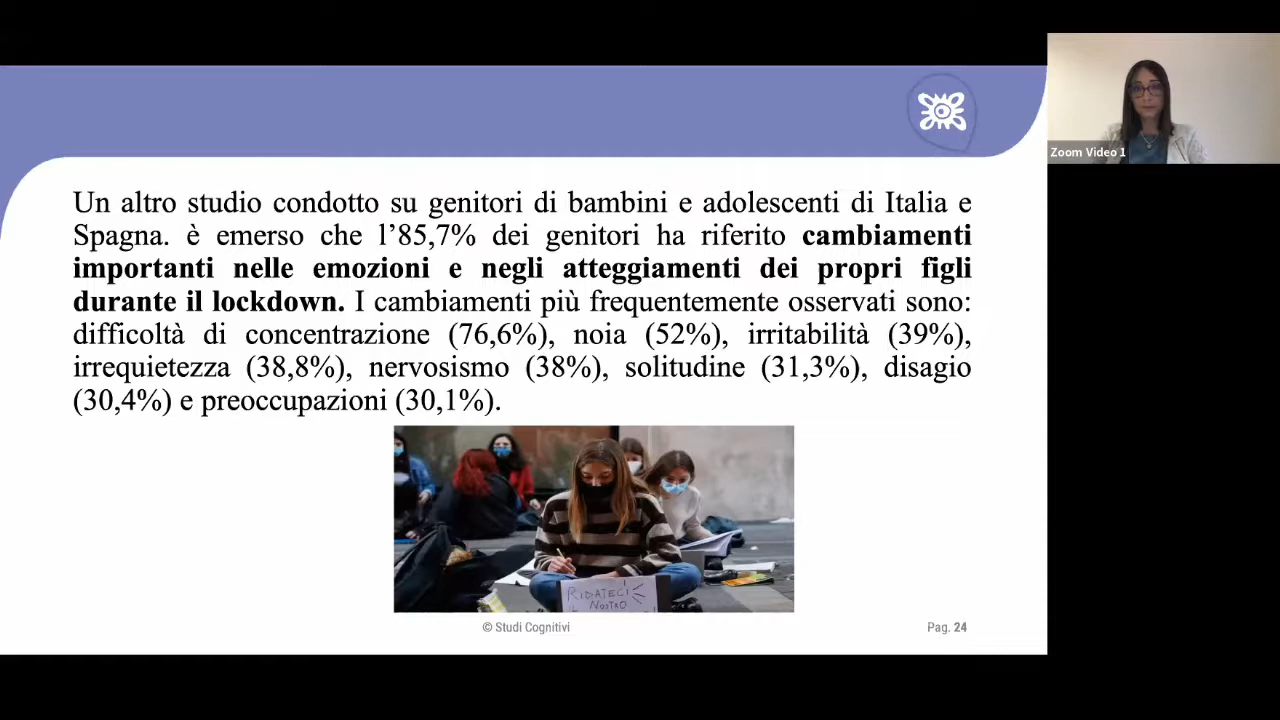 Un altro studio condotto su genitori di bambini e adolescenti di Italia e
Spagna. è emerso che l’85,7% dei genitori ha riferito cambiamenti
importanti nelle emozioni e negli atteggiamenti dei propri figli
durante il lockdown. I cambiamenti più frequentemente osservati sono:
difficoltà di concentrazione (76,6%), noia (52%), irritabilità (39%),
irrequietezza (38,8%), nervosismo (38%), solitudine (31,3%), disagio
(30,4%) e preoccupazioni (30,1%).
RIDATECI
NOSTRO
© Studi Cognitivi
Pag. 24
Zoom Video 1